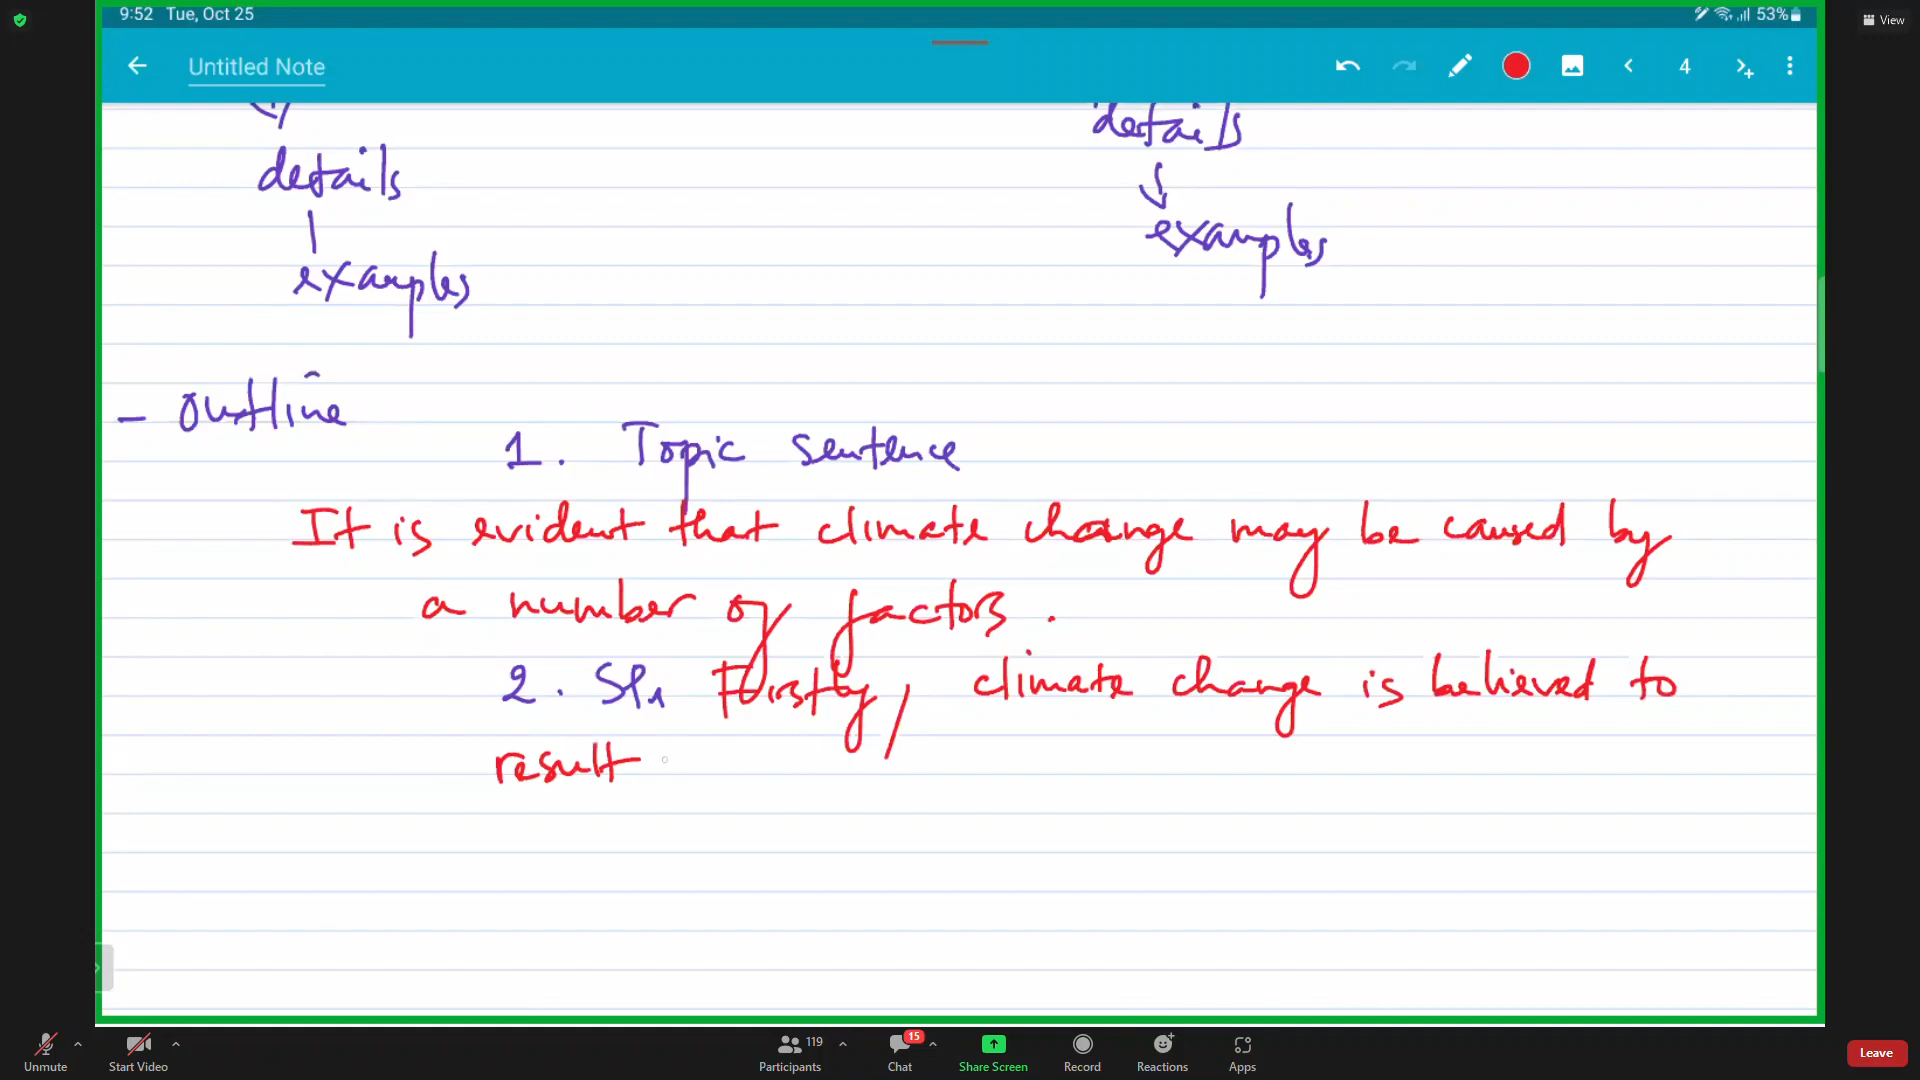 9:52 Tue, Oct 25
53%
View
Untitled Note
4
details
details
examples
examples
- Outline
1. Topic sentence
It is evident that climate change may be caused by
a number of factors.
2. SP1 Firstly, climate change is believed to
result
Unmute
Start Video
119
Participants
15
Chat
Share Screen
Record
Reactions
Apps
Leave